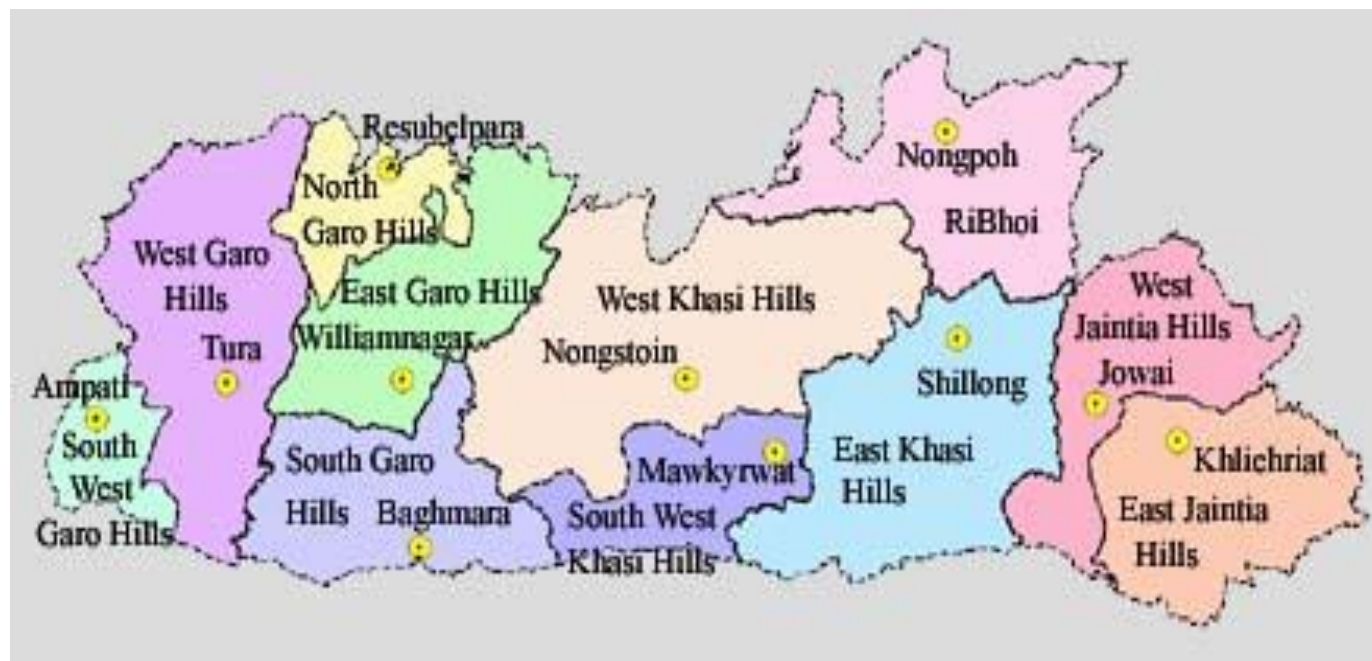 Resubelpara
North
Garo Hills
West Garo
Hills
Tura
East Garo Hills
Williamnagar
Ampati
South
West
Garo Hills
South Garo
Hills
Baghmara
West Khasi Hills
Nongstoin
Mawkyrwat
South West
Khasi Hills
Nongpoh
RiBhoi
Shillong
East Khasi
Hills
West
Jaintia Hills
Jowai
Khlichriat
East Jaintia
Hills